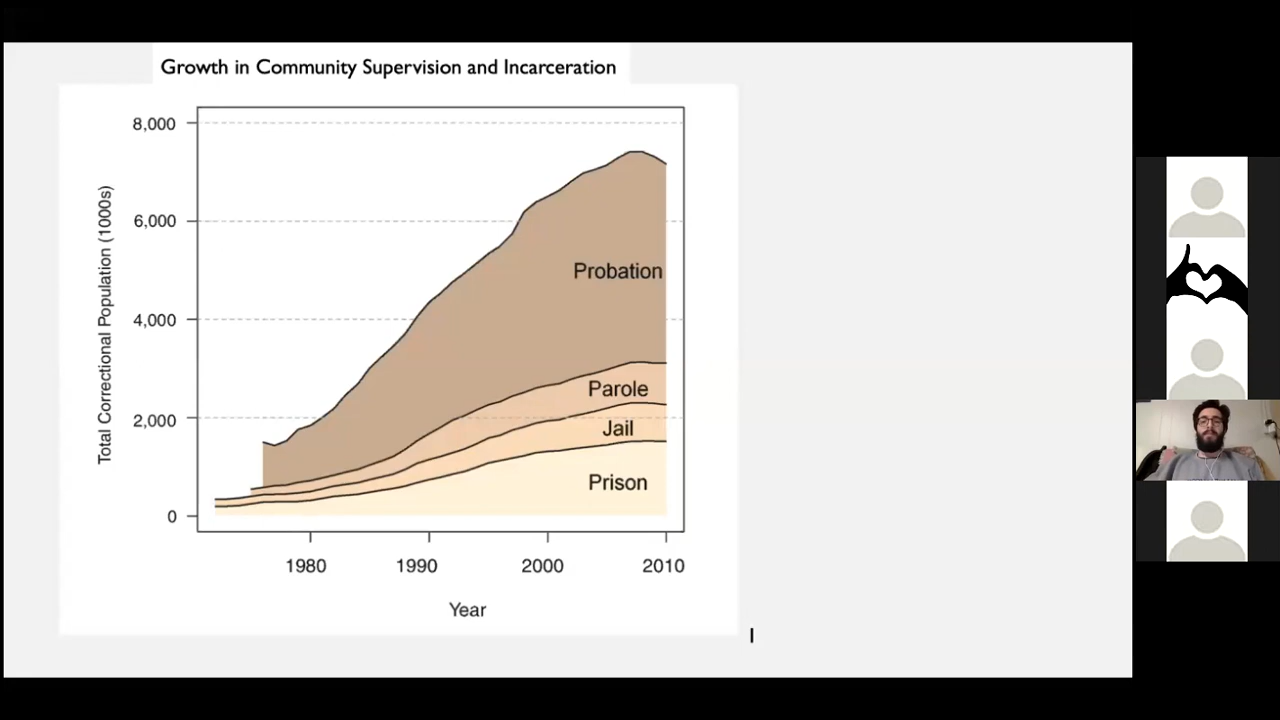 Growth in Community Supervision and Incarceration
8,000
6,000
4,000
2,000
0
Total Correctional Population (1000s)
Probation
Parole
Jail
Prison
1980 1990 2000 2010
Year
I